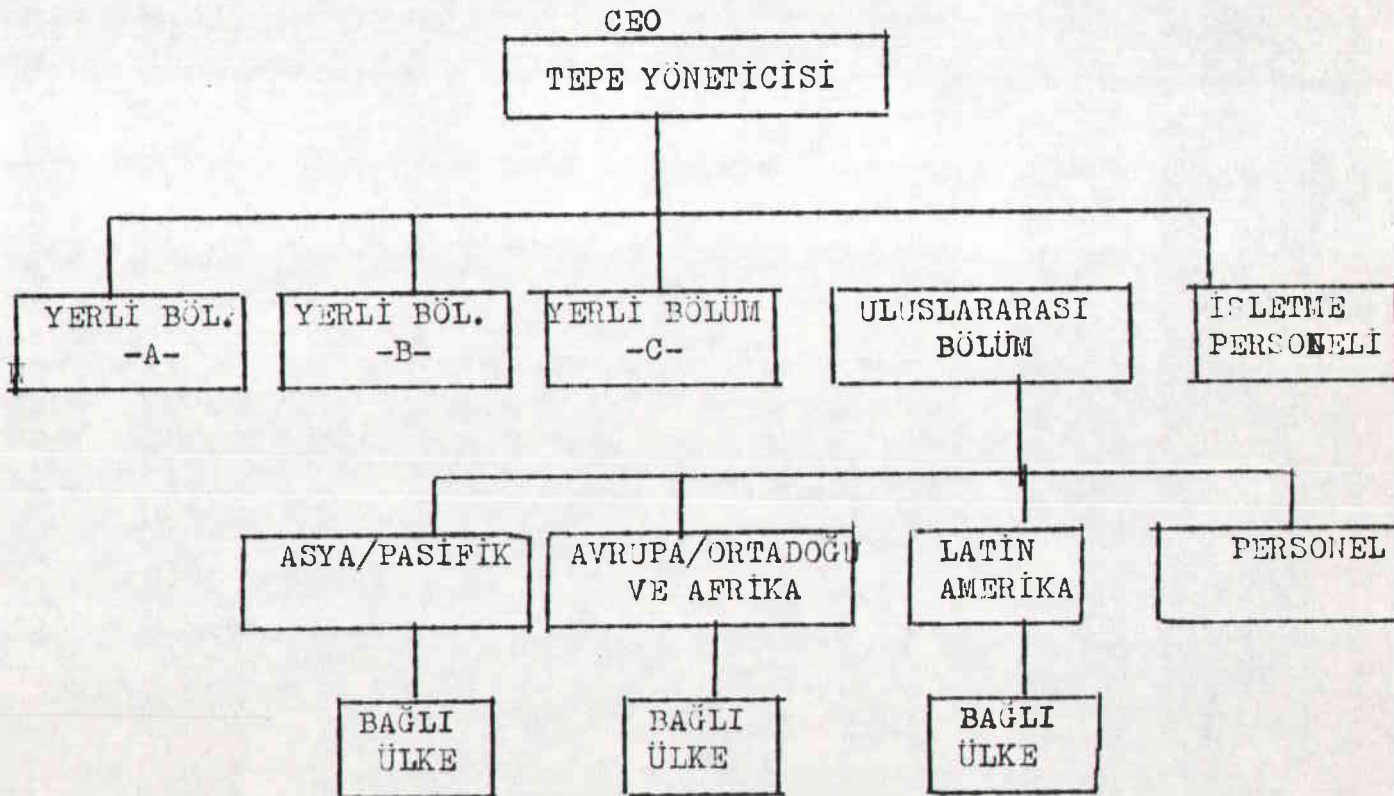 CEO
TEPE YÖNETİCİSİ
YERLİ BÖL.
-A-
YERLİ BÖL.
-B-
YERLİ BÖLÜM
-C-
ULUSLARARASI
BÖLÜM
İSLETME
PERSONELİ
ASYA/PASİFİK
AVRUPA/ORTADOĞU
VE AFRİKA
LATİN
AMERİKA
PERSONEL
BAĞLI
ÜLKE
BAĞLI
ÜLKE
BAĞLI
ÜLKE